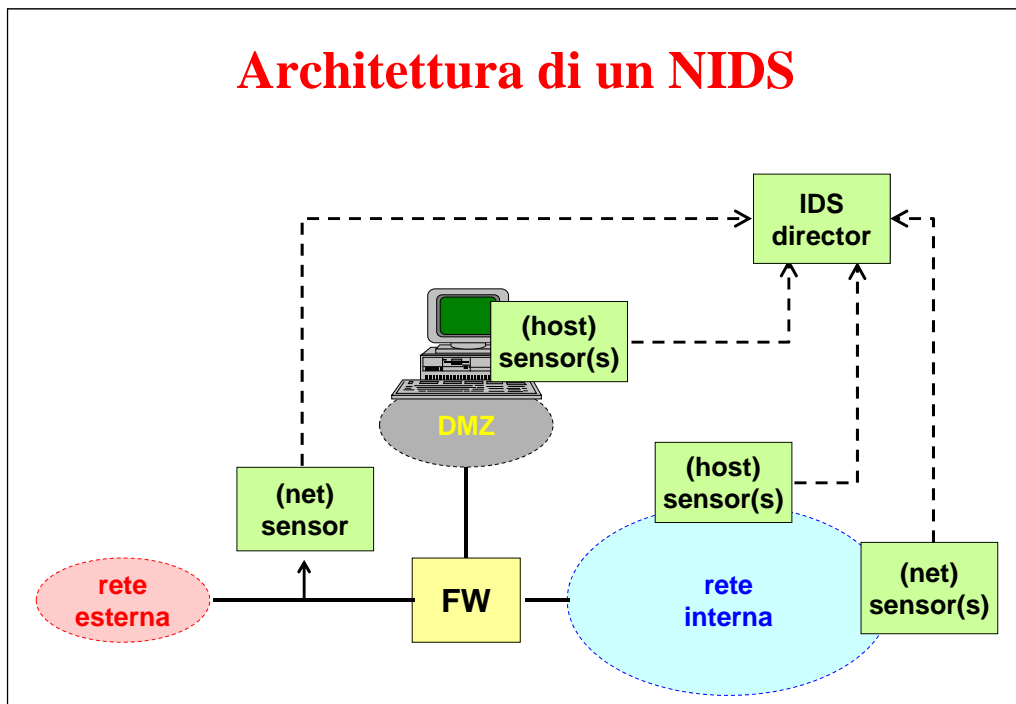 Architettura di un NIDS
IDS
director
(host)
sensor(s)
DMZ
(host)
sensor(s)
(net)
sensor
rete
esterna
FW
rete
interna
(net)
sensor(s)